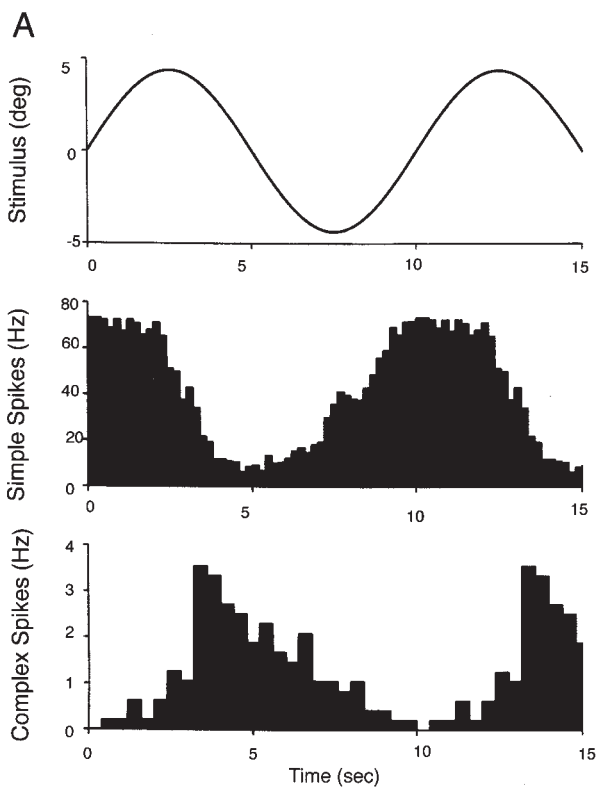 A
Stimulus (deg)
5
0
-5
0 5 10 15
Simple Spikes (Hz)
80
60
40
20
0
0 5 10 15
Complex Spikes (Hz)
4
3
2
1
0
0 5 10 15
Time (sec)